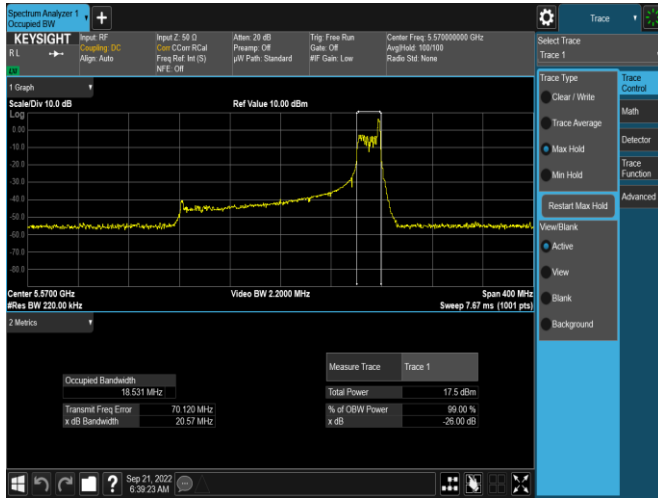 Spectrum Analyzer 1
Occupied BW
+
Trace
KEYSIGHT
RL
Input: RF
Coupling: DC
Align: Auto
Input Z: 50 Ω
Corr CCorr RCal
Freq Ref: Int (S)
NFE: Off
Atten: 20 dB
Preamp: Off
µW Path: Standard
Trig: Free Run
Gate: Off
#IF Gain: Low
Center Freq: 5.570000000 GHz
Avg|Hold: 100/100
Radio Std: None
Select Trace
Trace 1
1 Graph
Scale/Div 10.0 dB
Ref Value 10.00 dBm
Log
0.00
-10.0
-20.0
-30.0
-40.0
-50.0
-60.0
-70.0
-80.0
Center 5.5700 GHz
#Res BW 220.00 kHz
Video BW 2.2000 MHz
Span 400 MHz
Sweep 7.67 ms (1001 pts)
Trace Type
Clear / Write
Trace Average
Max Hold
Min Hold
Restart Max Hold
View/Blank
Active
View
Blank
Background
Trace
Control
Math
Detector
Trace
Function
Advanced
2 Metrics
Occupied Bandwidth
18.531 MHz
Transmit Freq Error 70.120 MHz
x dB Bandwidth 20.57 MHz
Measure Trace Trace 1
Total Power 17.5 dBm
% of OBW Power 99.00 %
x dB -26.00 dB
?
Sep 21, 2022
6:39:23 AM